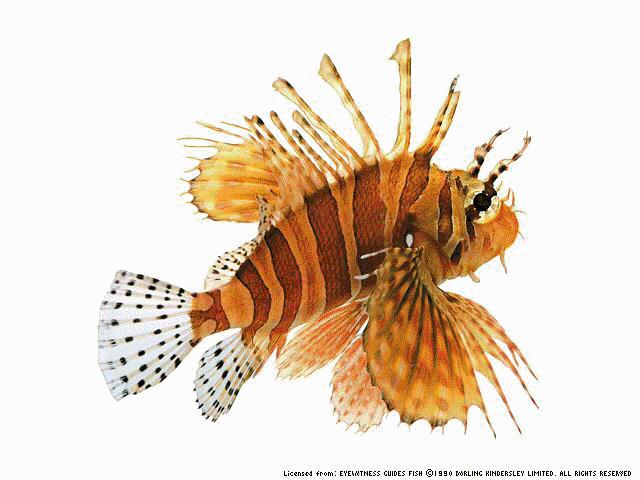 Licensed from: EYEWITNESS GUIDES FISH ©1990 DORLING KINDERSLEY LIMITED. ALL RIGHTS RESERVED